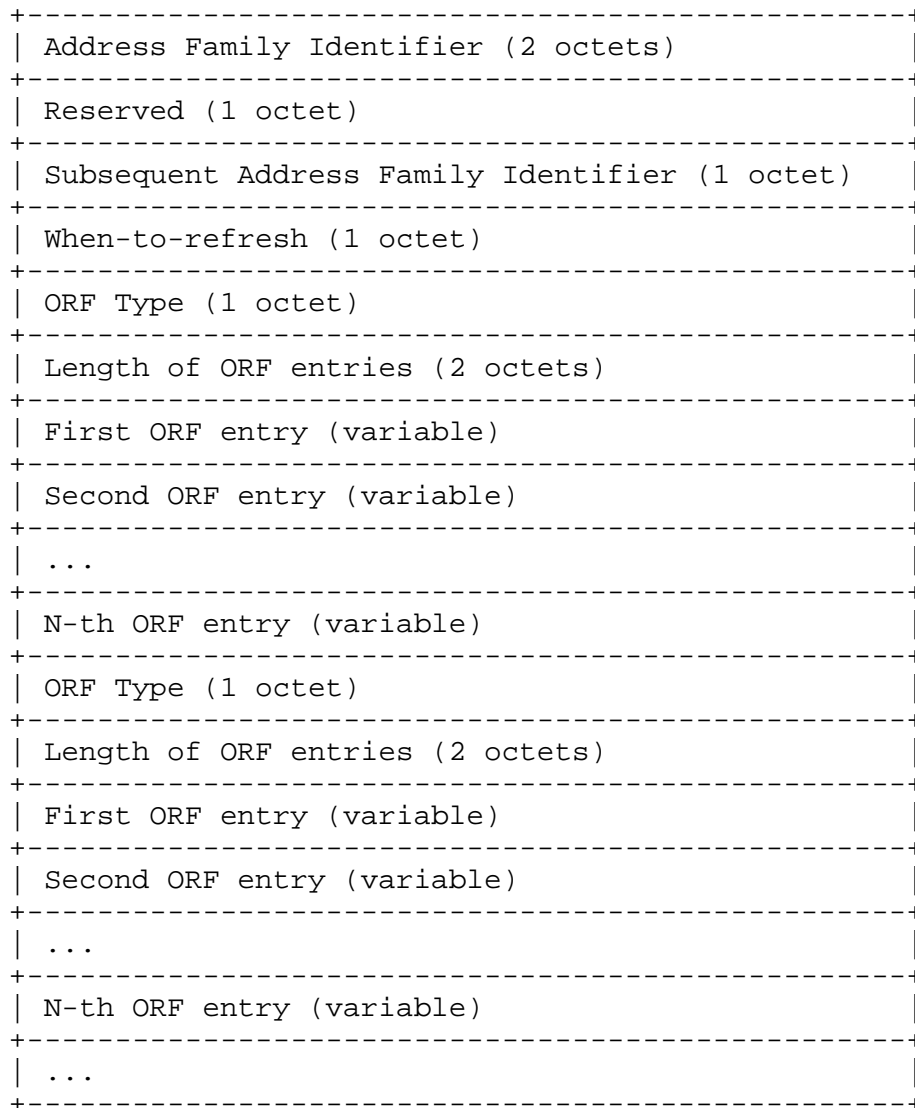 +--------------------------------------------------+
| Address Family Identifier (2 octets)             |
+--------------------------------------------------+
| Reserved (1 octet)                               |
+--------------------------------------------------+
| Subsequent Address Family Identifier (1 octet)   |
+--------------------------------------------------+
| When-to-refresh (1 octet)                        |
+--------------------------------------------------+
| ORF Type (1 octet)                               |
+--------------------------------------------------+
| Length of ORF entries (2 octets)                 |
+--------------------------------------------------+
| First ORF entry (variable)                       |
+--------------------------------------------------+
| Second ORF entry (variable)                      |
+--------------------------------------------------+
| ...                                              |
+--------------------------------------------------+
| N-th ORF entry (variable)                        |
+--------------------------------------------------+
| ORF Type (1 octet)                               |
+--------------------------------------------------+
| Length of ORF entries (2 octets)                 |
+--------------------------------------------------+
| First ORF entry (variable)                       |
+--------------------------------------------------+
| Second ORF entry (variable)                      |
+--------------------------------------------------+
| ...                                              |
+--------------------------------------------------+
| N-th ORF entry (variable)                        |
+--------------------------------------------------+
| ...                                              |
+--------------------------------------------------+